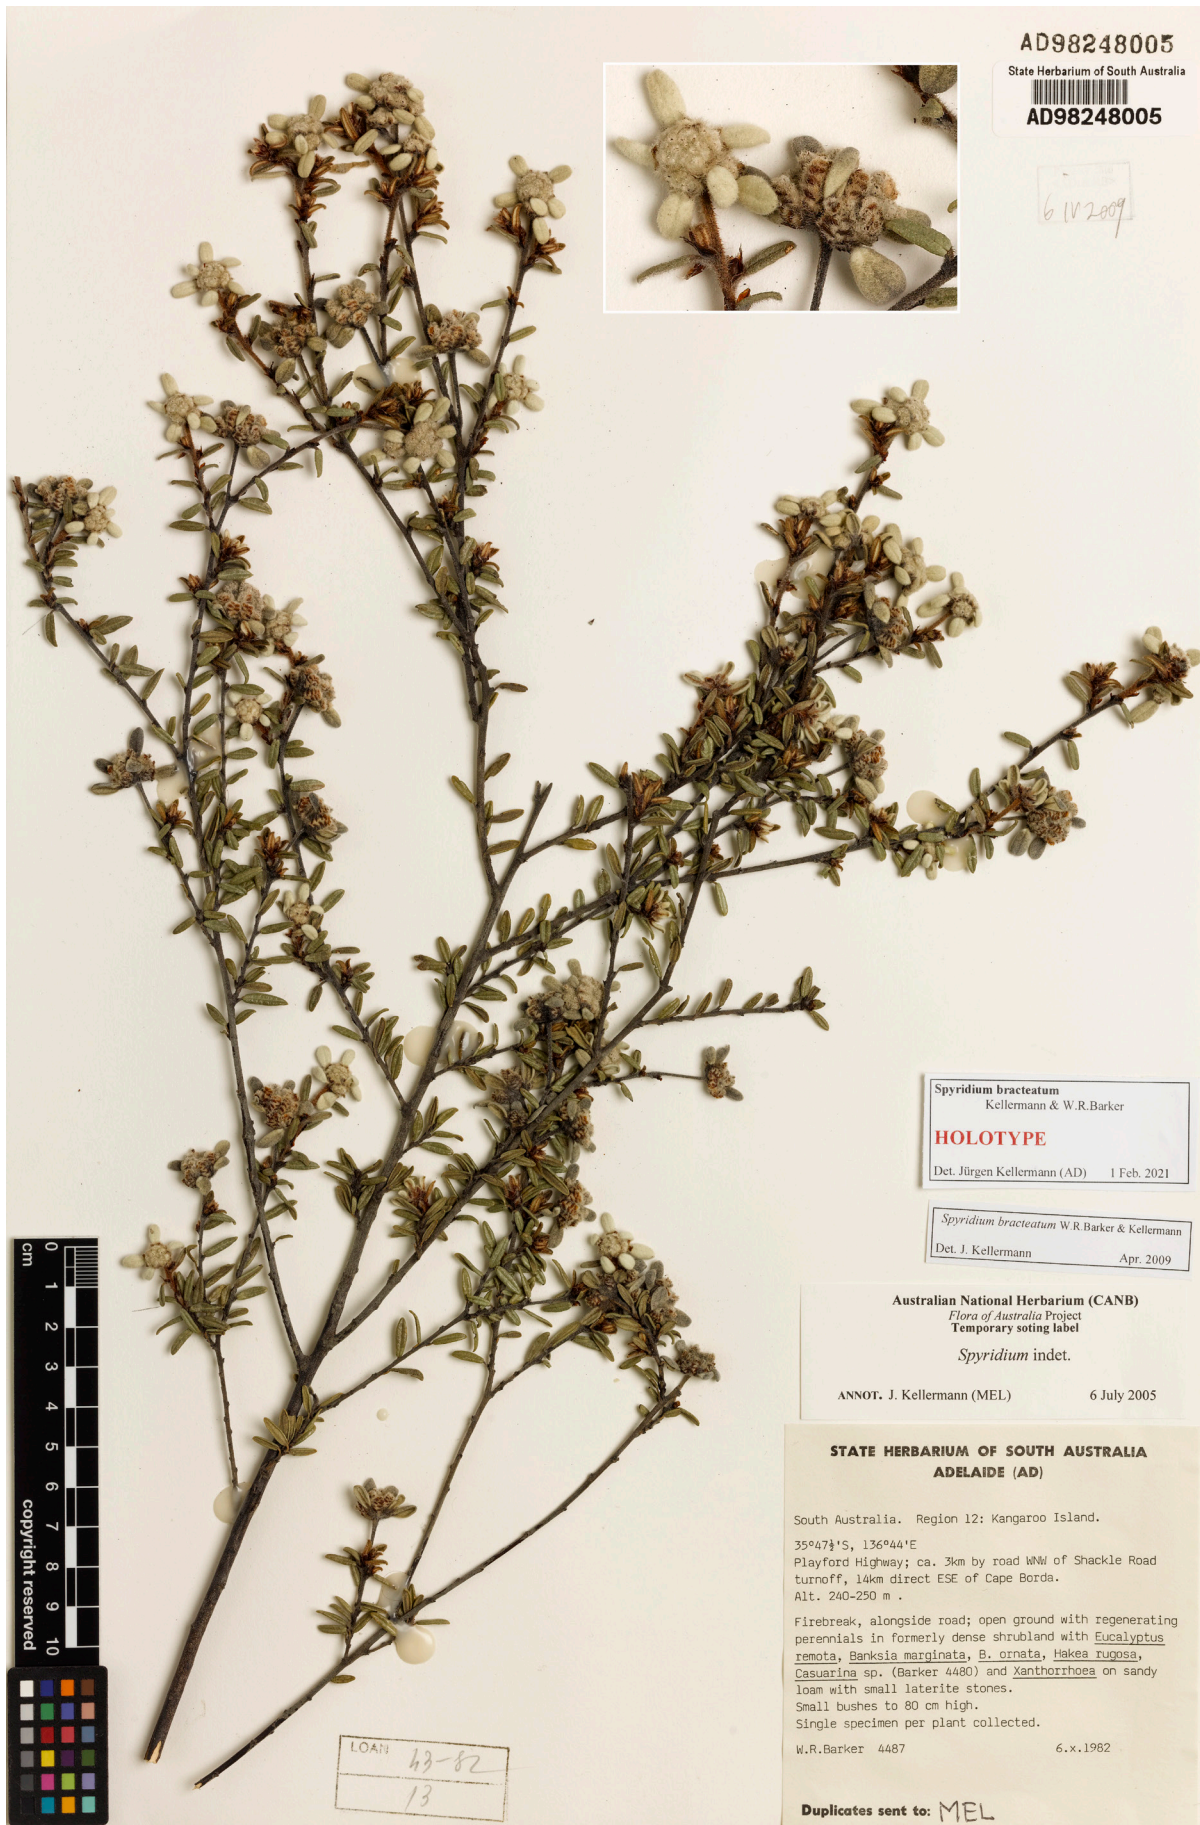 AD98248005
State Herbarium of South Australia
AD98248005
6 IV 2009
Spyridium bracteatum
Kellermann & W.R.Barker
HOLOTYPE
Det. Jürgen Kellermann (AD) 1 Feb. 2021
Spyridium bracteatum W.R.Barker & Kellermann
Det. J. Kellermann Apr. 2009
Australian National Herbarium (CANB)
Flora of Australia Project
Temporary soting label
Spyridium indet.
ANNOT. J. Kellermann (MEL) 6 July 2005
STATE HERBARIUM OF SOUTH AUSTRALIA
ADELAIDE (AD)
South Australia. Region 12: Kangaroo Island.
35°47½'S, 136°44'E
Playford Highway; ca. 3km by road WNW of Shackle Road
turnoff, 14km direct ESE of Cape Borda.
Alt. 240-250 m .
Firebreak, alongside road; open ground with regenerating
perennials in formerly dense shrubland with Eucalyptus
remota, Banksia marginata, B. ornata, Hakea rugosa,
Casuarina sp. (Barker 4480) and Xanthorrhoea on sandy
loam with small laterite stones.
Small bushes to 80 cm high.
Single specimen per plant collected.
W.R.Barker 4487 6.x.1982
Duplicates sent to: MEL
0
cm
1
2
3
4
5
6
7
8
9
10
copyright reserved
LOAN 43-82
13